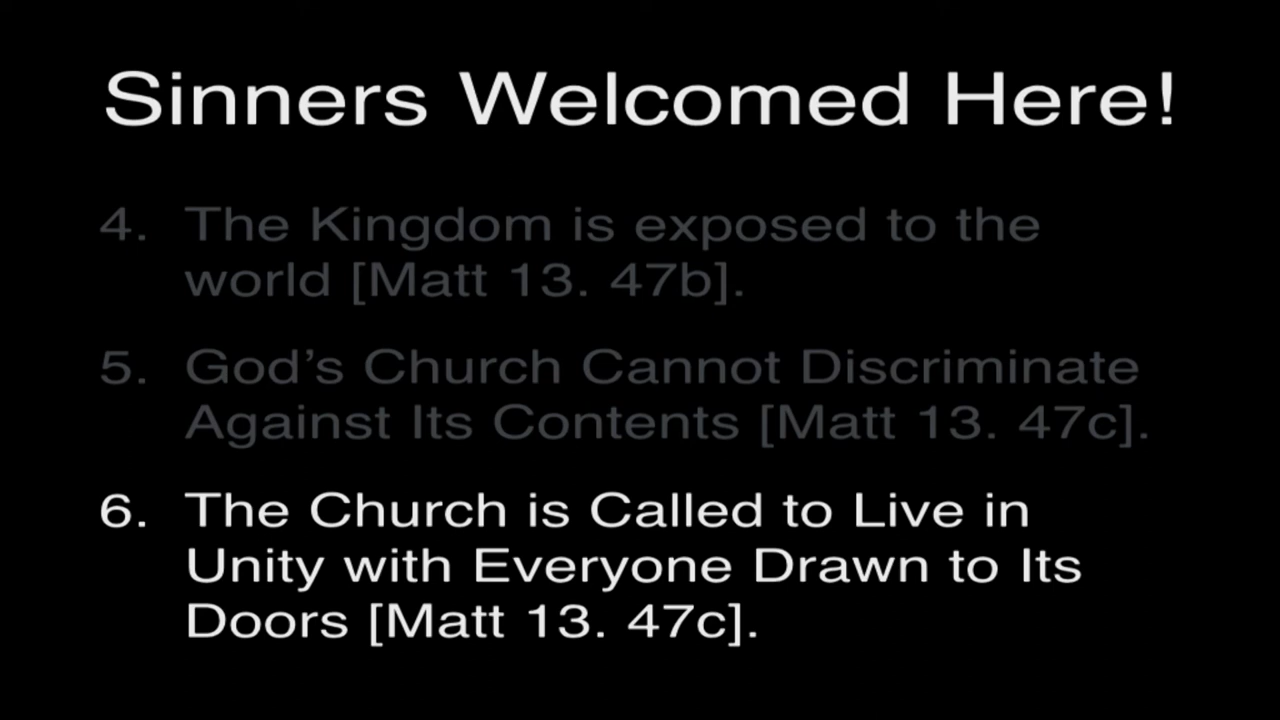 Sinners Welcomed Here!
4. The Kingdom is exposed to the
world [Matt 13. 47b].
5. God’s Church Cannot Discriminate
Against Its Contents [Matt 13. 47c].
6. The Church is Called to Live in
Unity with Everyone Drawn to Its
Doors [Matt 13. 47c].